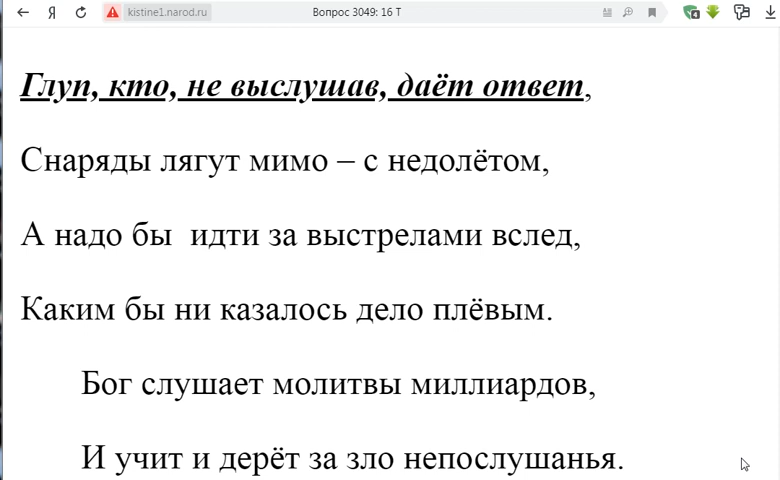 Я kistine1.narod.ru Вопрос 3049: 16 Т 4
Глуп, кто, не выслушав, даёт ответ,
Снаряды лягут мимо – с недолётом,
А надо бы идти за выстрелами вслед,
Каким бы ни казалось дело плёвым.
Бог слушает молитвы миллиардов,
И учит и дерёт за зло непослушанья.